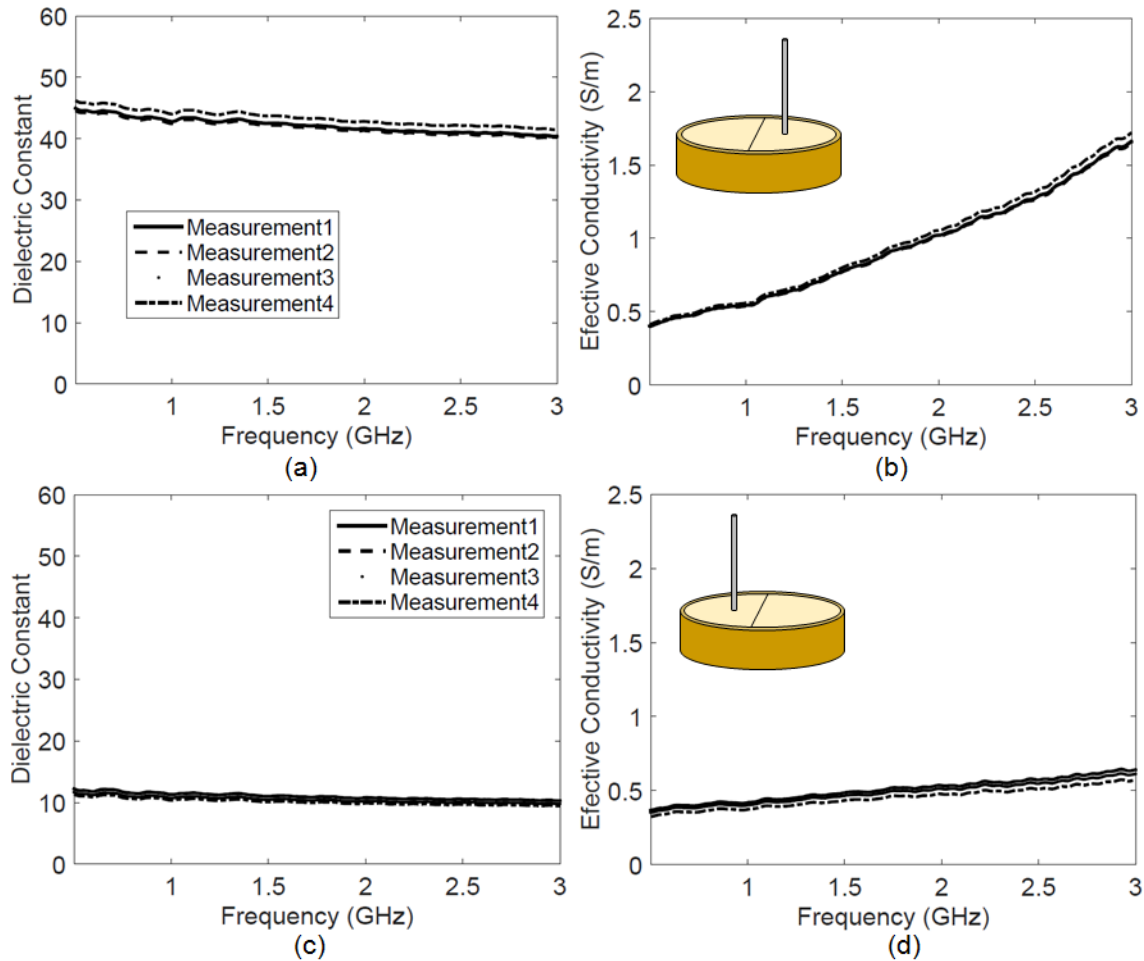 60
50
40
30
20
10
0
Dielectric Constant
Measurement1
Measurement2
Measurement3
Measurement4
1
1.5
2
2.5
3
Frequency (GHz)
(a)
2.5
2
1.5
1
0.5
0
Efective Conductivity (S/m)
1
1.5
2
2.5
3
Frequency (GHz)
(b)
60
50
40
30
20
10
0
Dielectric Constant
Measurement1
Measurement2
Measurement3
Measurement4
1
1.5
2
2.5
3
Frequency (GHz)
(c)
2.5
2
1.5
1
0.5
0
Effective Conductivity (S/m)
1
1.5
2
2.5
3
Frequency (GHz)
(d)